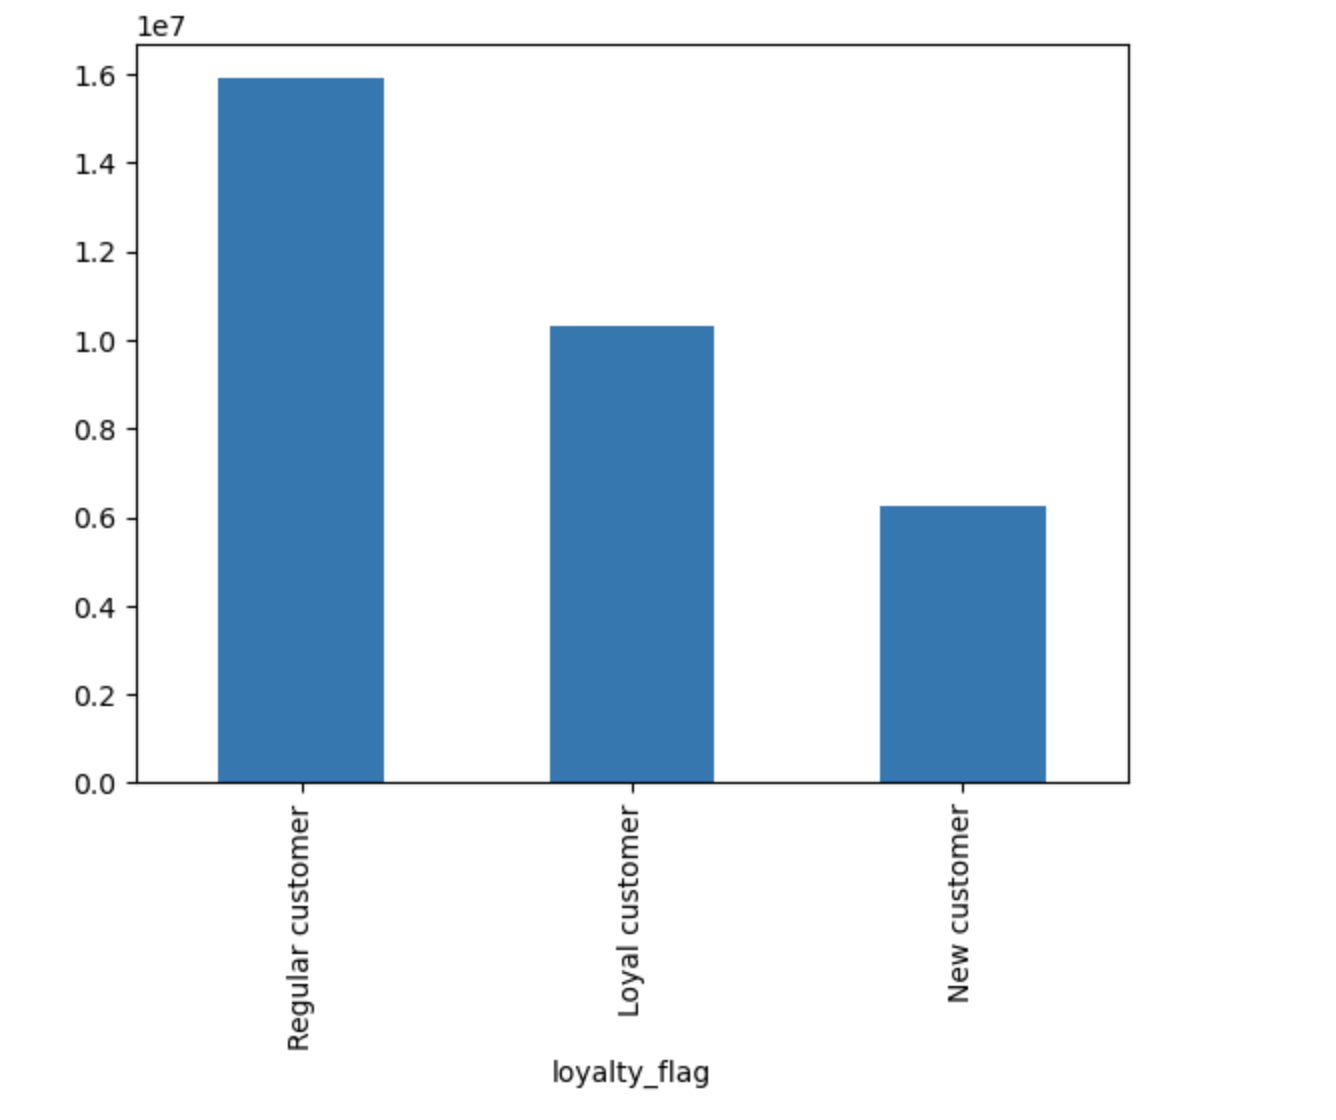 1e7
1.6
1.4
1.2
1.0
0.8
0.6
0.4
0.2
0.0
Regular customer
Loyal customer
New customer
loyalty_flag